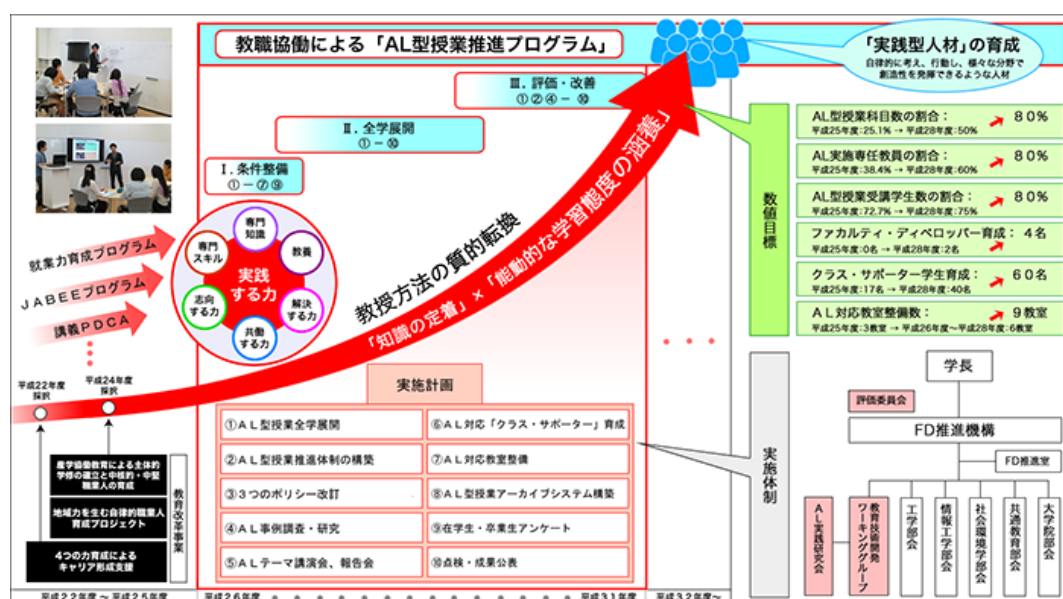 教職協働による「AL型授業推進プログラム」
「実践型人材」の育成
自律的に考え、行動し、様々な分野で
創造性を発揮できるような人材
Ⅲ. 評価・改善
①②④－⑩
Ⅱ. 全学展開
①－⑩
Ⅰ. 条件整備
①－⑦⑨
専門
知識
専門
スキル
教養
実践
する力
志向
する力
解決
する力
共働
する力
就業力育成プログラム
JABEEプログラム
講義PDCA
教授方法の質的転換
「知識の定着」×「能動的な学習態度の涵養」
平成22年度
採択
平成24年度
採択
産学協働教育による主体的
学修の確立と中核的・中堅
職業人の育成
地域力を生む自律的職業人
育成プロジェクト
4つの力育成による
キャリア形成支援
教育改革事業
実施計画
①AL型授業全学展開
②AL型授業推進体制の構築
③3つのポリシー改訂
④AL事例調査・研究
⑤ALテーマ講演会、報告会
⑥AL対応「クラス・サポーター」育成
⑦AL対応教室整備
⑧AL型授業アーカイブシステム構築
⑨在学生・卒業生アンケート
⑩点検・成果公表
数値目標
AL型授業科目数の割合： 80%
平成25年度：25.1% → 平成28年度：50%
AL実施専任教員の割合： 80%
平成25年度：38.4% → 平成28年度：60%
AL型授業受講学生数の割合： 80%
平成25年度：72.7% → 平成28年度：75%
ファカルティ・ディベロッパー育成： 4名
平成25年度：0名 → 平成28年度：2名
クラス・サポーター学生育成： 60名
平成25年度：17名 → 平成28年度：40名
AL対応教室整備数： 9教室
平成25年度：3教室 → 平成26年度～平成28年度：6教室
実施体制
学長
評価委員会
FD推進機構
FD推進室
AL実践研究会
教育技術開発
ワーキンググループ
工学部会
情報工学部会
社会環境学部会
共通教育部会
大学院部会
平成22年度 ～ 平成25年度
平成26年度
平成31年度
平成32年度～